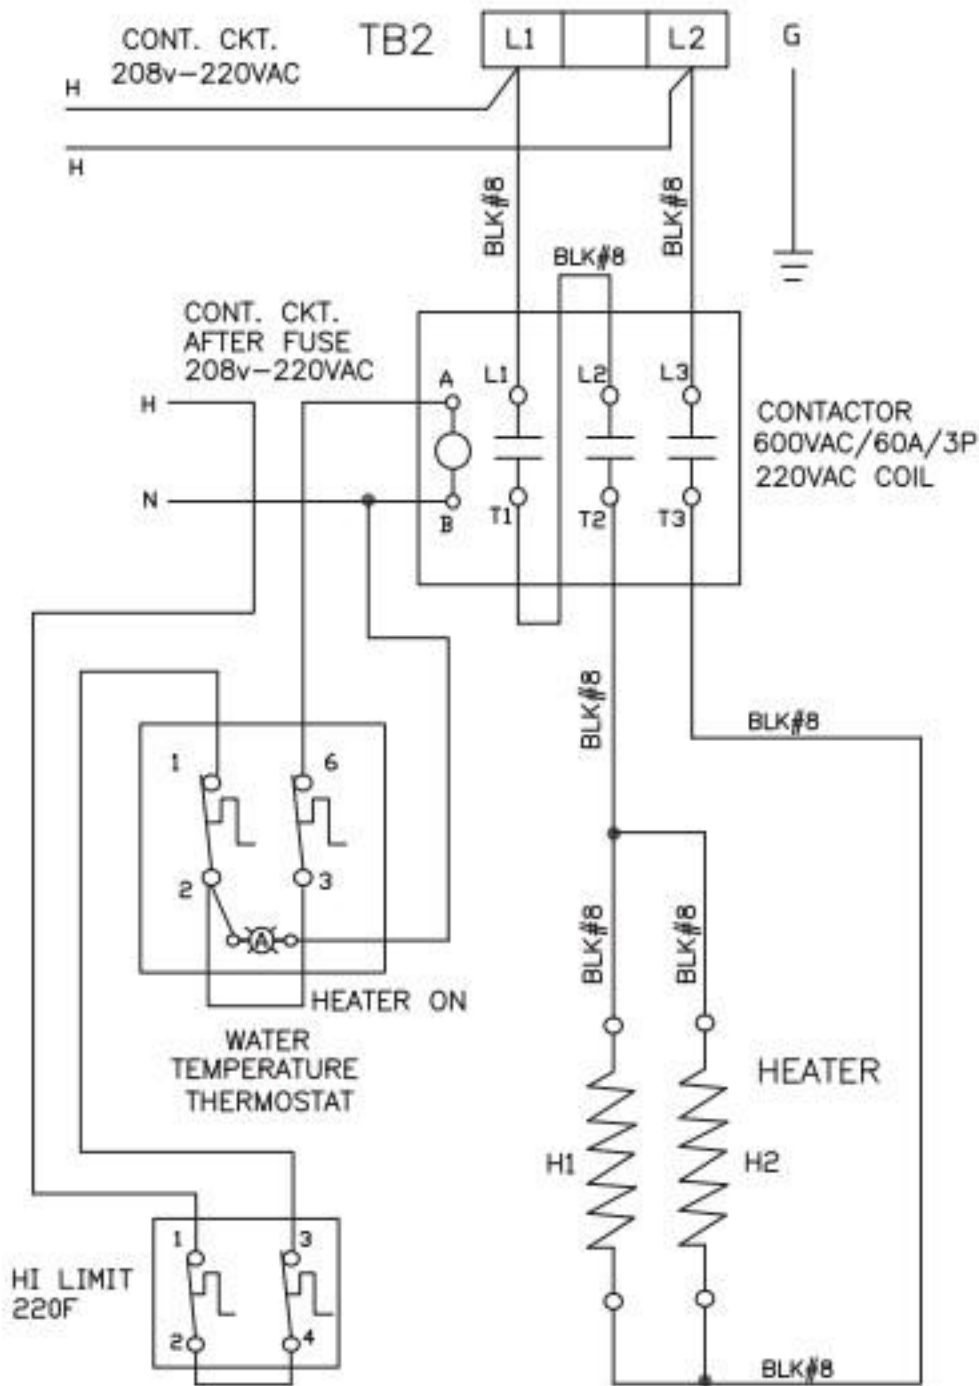 CONT. CKT.
208v-220VAC
TB2
L1
L2
G
H
H
BLK#8
BLK#8
BLK#8
CONT. CKT.
AFTER FUSE
208v-220VAC
H
N
A
B
L1
L2
L3
T1
T2
T3
CONTACTOR
600VAC/60A/3P
220VAC COIL
BLK#8
BLK#8
1
6
2
3
A
HEATER ON
WATER
TEMPERATURE
THERMOSTAT
BLK#8
BLK#8
HEATER
H1
H2
HI LIMIT
220F
1
3
2
4
BLK#8